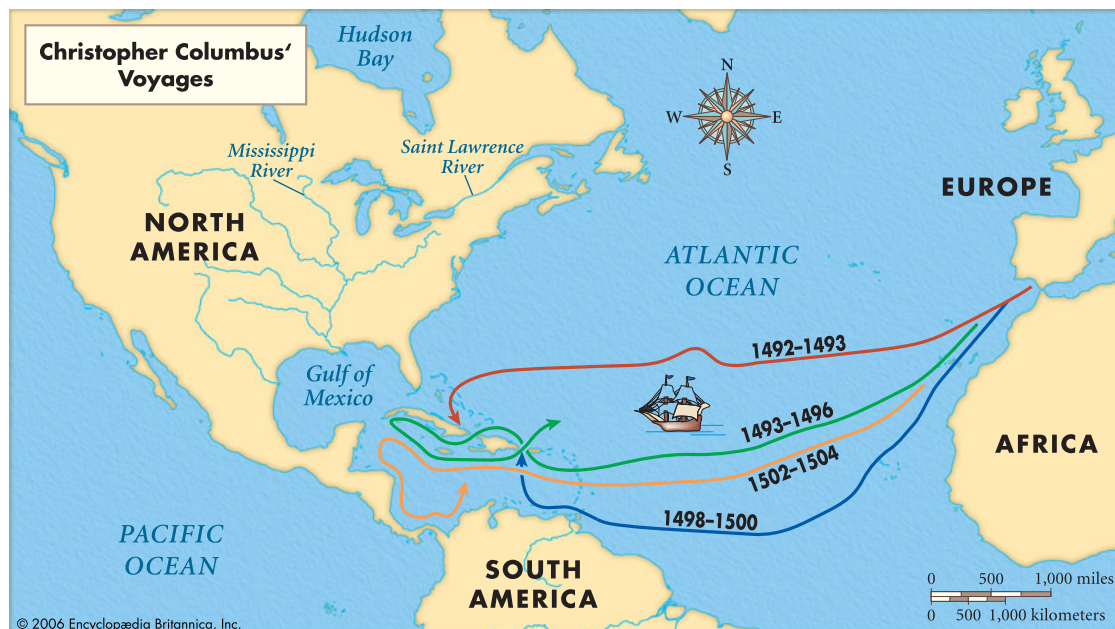 Christopher Columbus‘
Voyages
Hudson
Bay
N
W
E
S
Mississippi
River
Saint Lawrence
River
EUROPE
NORTH
AMERICA
ATLANTIC
OCEAN
1492–1493
Gulf of
Mexico
1493–1496
AFRICA
1502–1504
1498–1500
PACIFIC
OCEAN
SOUTH
AMERICA
0 500 1,000 miles
0 500 1,000 kilometers
© 2006 Encyclopædia Britannica, Inc.